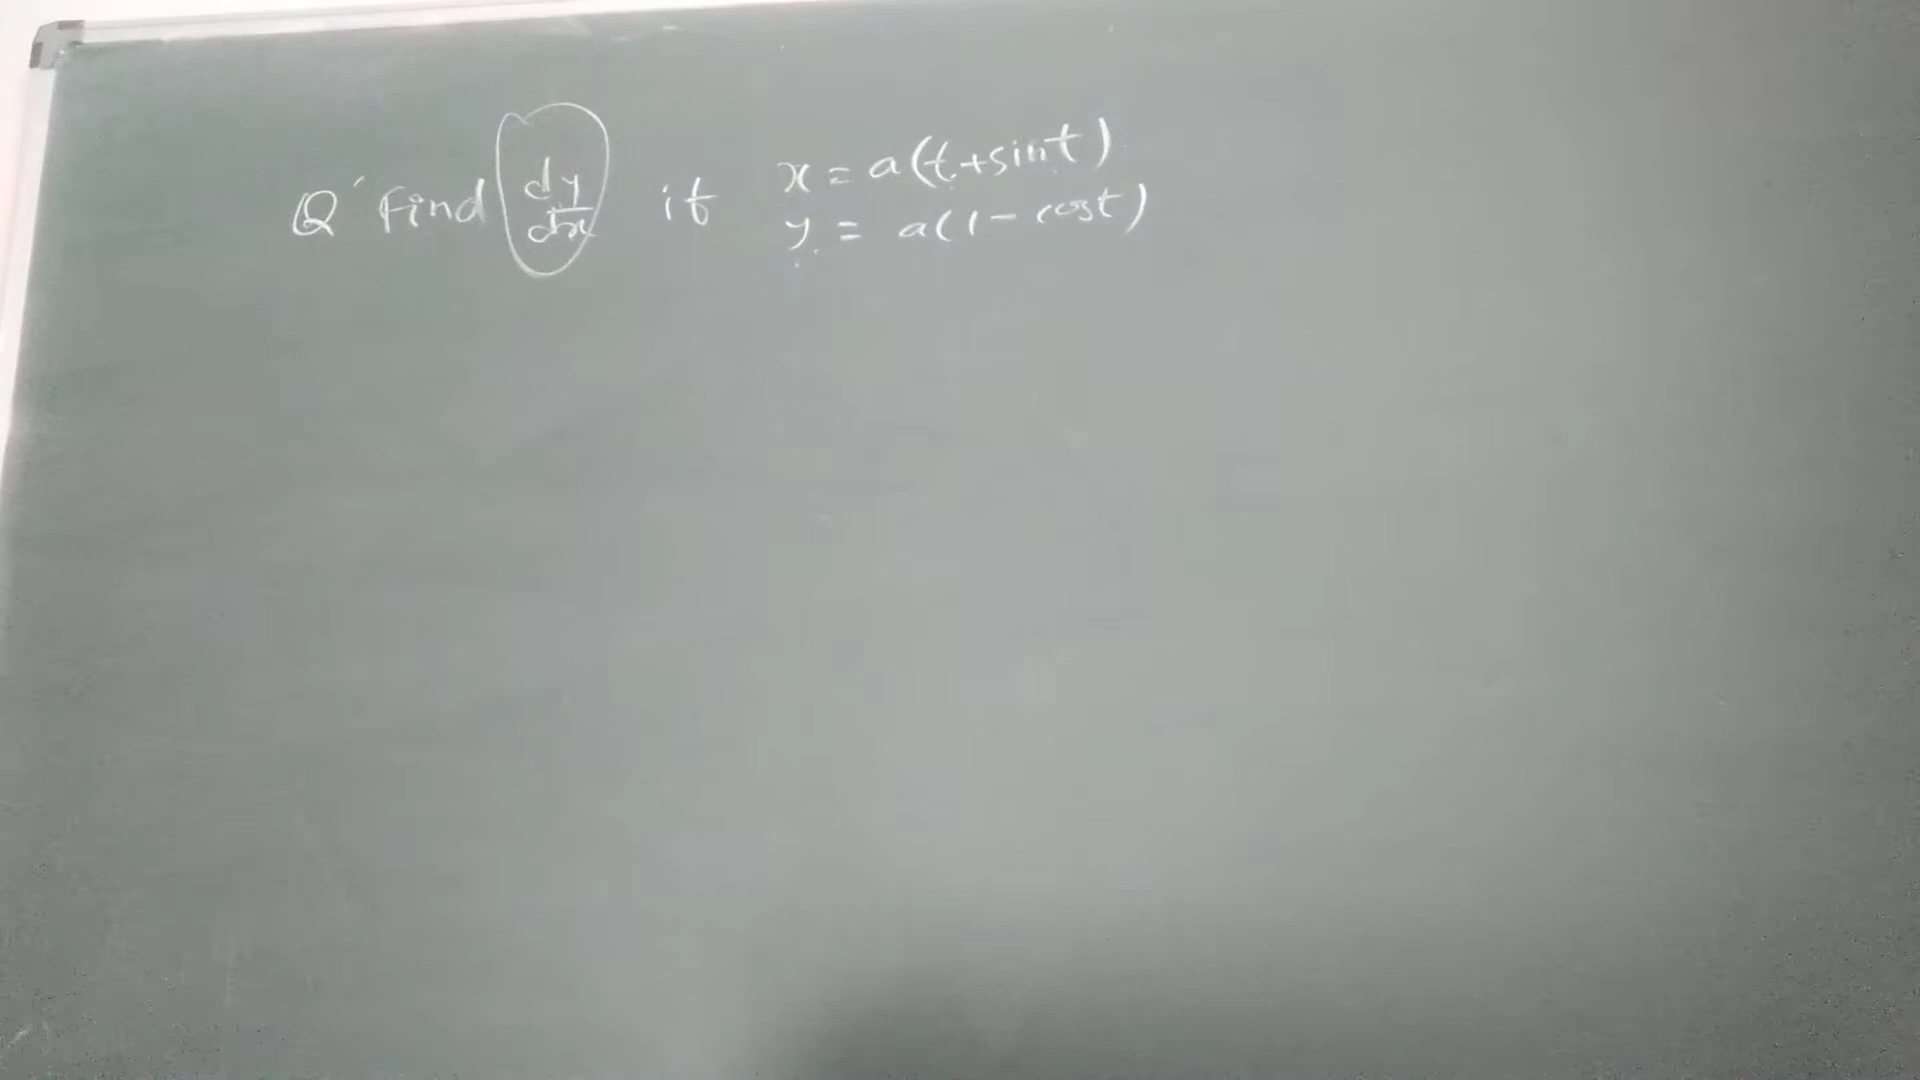 Q Find dy/dx if x = a(t+sint)
y = a(1-cost)